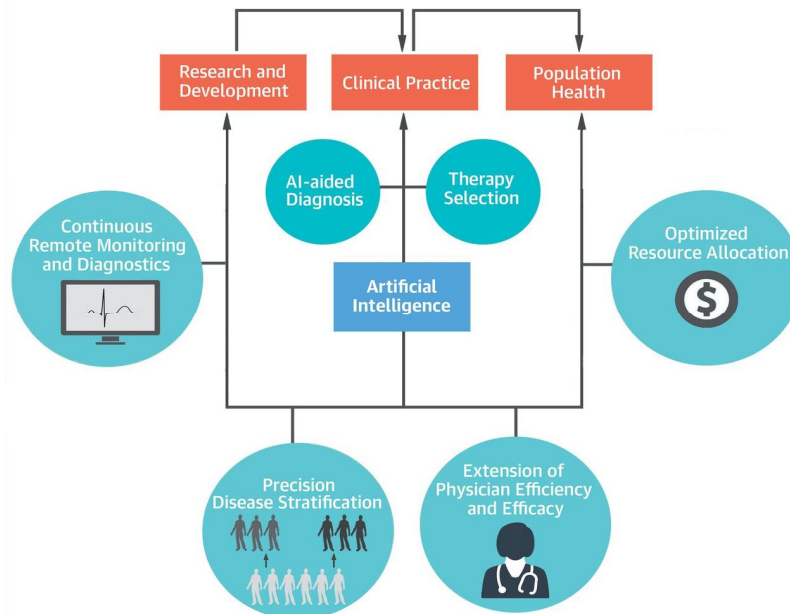 Research and
Development
Clinical Practice
Population
Health
AI-aided
Diagnosis
Therapy
Selection
Continuous
Remote Monitoring
and Diagnostics
Optimized
Resource Allocation
$
Artificial
Intelligence
Precision
Disease Stratification
Extension of
Physician Efficiency
and Efficacy